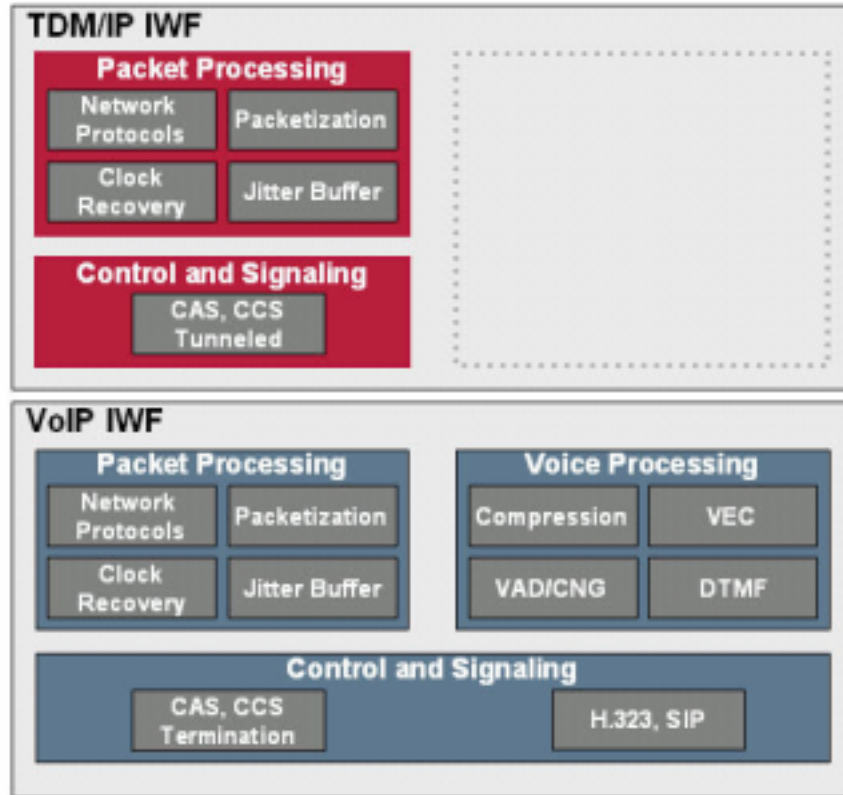 TDM/IP IWF
Packet Processing
Network
Protocols
Packetization
Clock
Recovery
Jitter Buffer
Control and Signaling
CAS, CCS
Tunneled
VoIP IWF
Packet Processing
Network
Protocols
Packetization
Clock
Recovery
Jitter Buffer
Voice Processing
Compression
VEC
VAD/CNG
DTMF
Control and Signaling
CAS, CCS
Termination
H.323, SIP